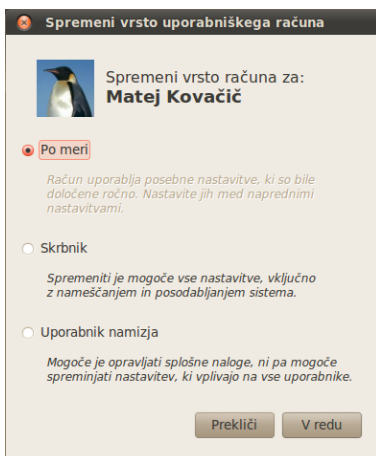 Spremeni vrsto uporabniškega računa
Spremeni vrsto računa za:
Matej Kovačič
Po meri
Račun uporablja posebne nastavitve, ki so bile
določene ročno. Nastavite jih med naprednimi
nastavitvami.
Skrbnik
Spremeniti je mogoče vse nastavitve, vključno
z nameščanjem in posodabljanjem sistema.
Uporabnik namizja
Mogoče je opravljati splošne naloge, ni pa mogoče
spreminjati nastavitev, ki vplivajo na vse uporabnike.
Prekliči
V redu